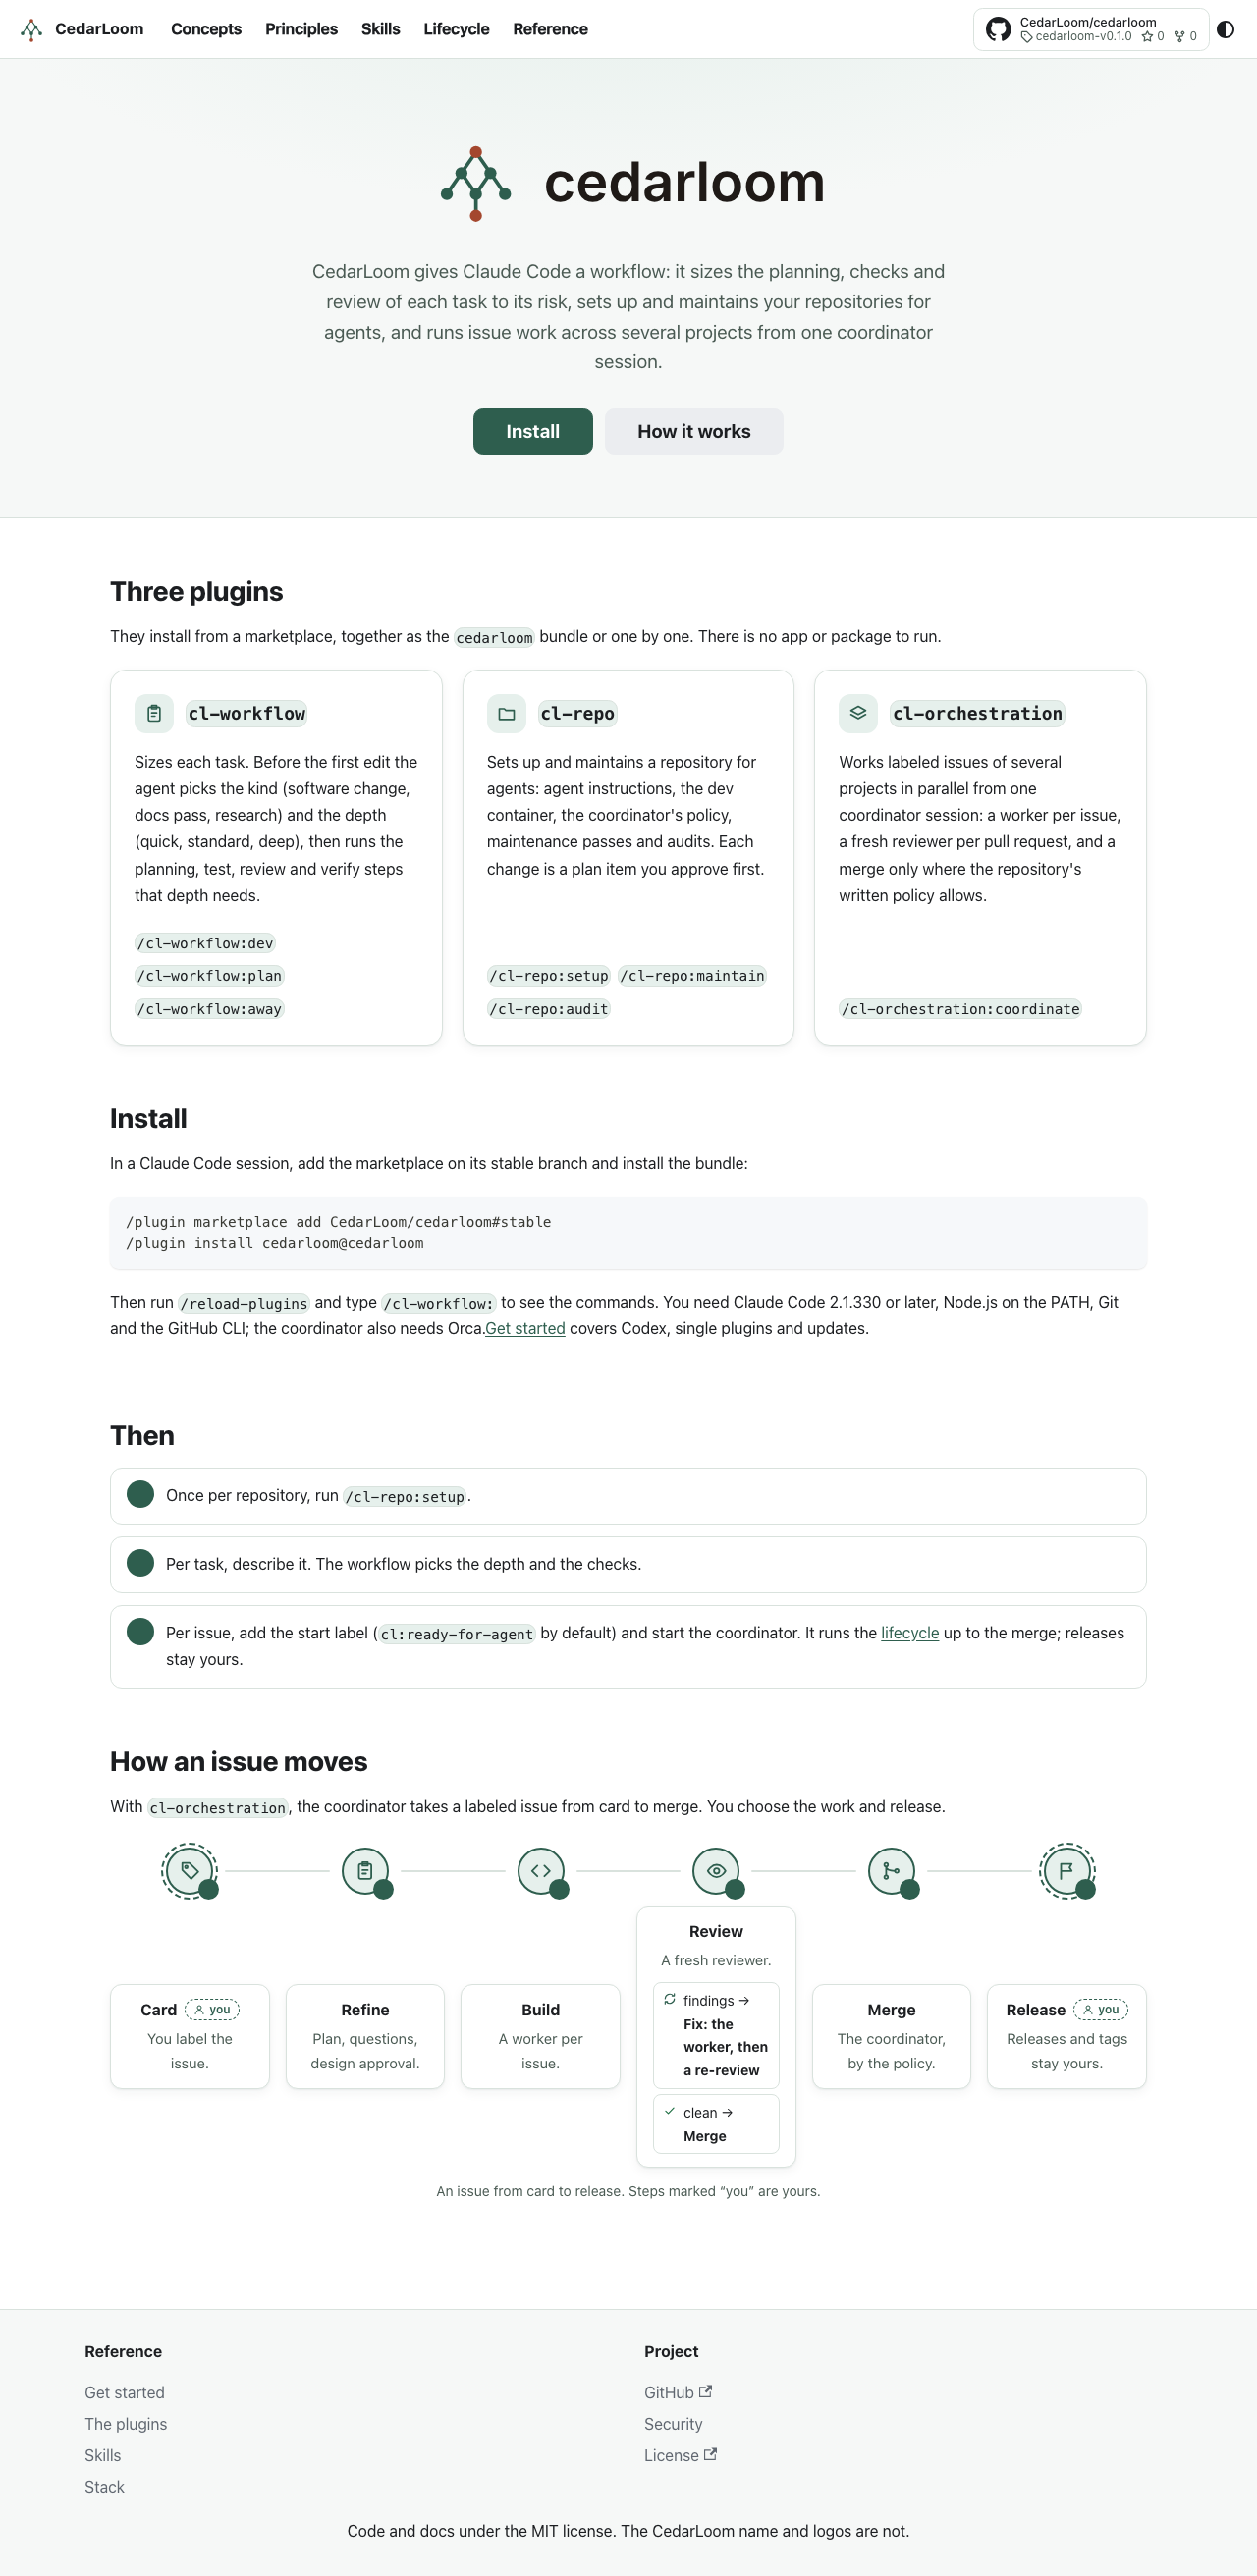 CedarLoom Concepts Principles Skills Lifecycle Reference
CedarLoom/cedarloom
cedarloom-v0.1.0 0 0
cedarloom
CedarLoom gives Claude Code a workflow: it sizes the planning, checks and
review of each task to its risk, sets up and maintains your repositories for
agents, and runs issue work across several projects from one coordinator
session.
Install How it works
Three plugins
They install from a marketplace, together as the cedarloom bundle or one by one. There is no app or package to run.
cl-workflow
Sizes each task. Before the first edit the
agent picks the kind (software change,
docs pass, research) and the depth
(quick, standard, deep), then runs the
planning, test, review and verify steps
that depth needs.
/cl-workflow:dev
/cl-workflow:plan
/cl-workflow:away
cl-repo
Sets up and maintains a repository for
agents: agent instructions, the dev
container, the coordinator's policy,
maintenance passes and audits. Each
change is a plan item you approve first.
/cl-repo:setup /cl-repo:maintain
/cl-repo:audit
cl-orchestration
Works labeled issues of several
projects in parallel from one
coordinator session: a worker per issue,
a fresh reviewer per pull request, and a
merge only where the repository's
written policy allows.
/cl-orchestration:coordinate
Install
In a Claude Code session, add the marketplace on its stable branch and install the bundle:
/plugin marketplace add CedarLoom/cedarloom#stable
/plugin install cedarloom@cedarloom
Then run /reload-plugins and type /cl-workflow: to see the commands. You need Claude Code 2.1.330 or later, Node.js on the PATH, Git
and the GitHub CLI; the coordinator also needs Orca.Get started covers Codex, single plugins and updates.
Then
Once per repository, run /cl-repo:setup.
Per task, describe it. The workflow picks the depth and the checks.
Per issue, add the start label (cl:ready-for-agent by default) and start the coordinator. It runs the lifecycle up to the merge; releases
stay yours.
How an issue moves
With cl-orchestration, the coordinator takes a labeled issue from card to merge. You choose the work and release.
Card you
You label the
issue.
Refine
Plan, questions,
design approval.
Build
A worker per
issue.
Review
A fresh reviewer.
findings →
Fix: the
worker, then
a re-review
clean →
Merge
Merge
The coordinator,
by the policy.
Release you
Releases and tags
stay yours.
An issue from card to release. Steps marked “you” are yours.
Reference
Get started
The plugins
Skills
Stack
Project
GitHub
Security
License
Code and docs under the MIT license. The CedarLoom name and logos are not.